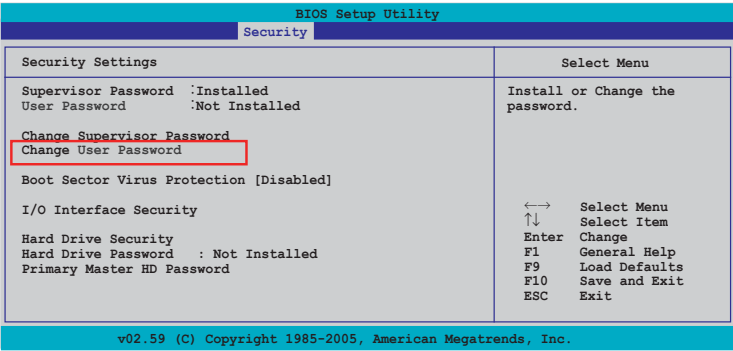 BIOS Setup Utility
Security
Security Settings
Supervisor Password :Installed
User Password :Not Installed
Change Supervisor Password
Change User Password
Boot Sector Virus Protection [Disabled]
I/O Interface Security
Hard Drive Security
Hard Drive Password : Not Installed
Primary Master HD Password
Select Menu
Install or Change the
password.
←→ Select Menu
↑↓ Select Item
Enter Change
F1 General Help
F9 Load Defaults
F10 Save and Exit
ESC Exit
v02.59 (C) Copyright 1985-2005, American Megatrends, Inc.